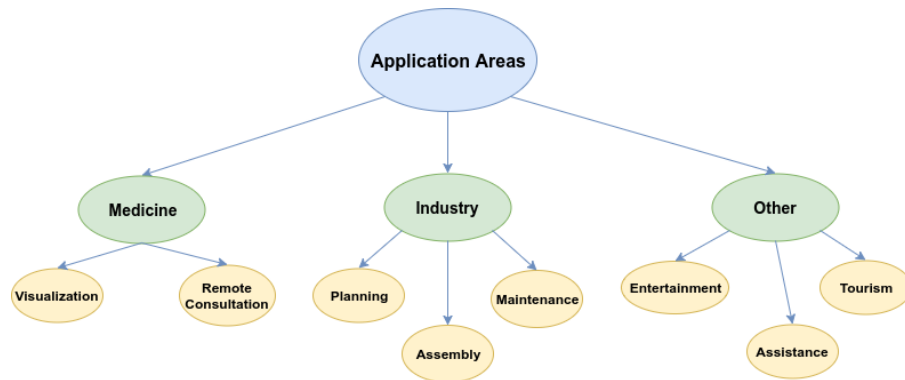 Application Areas
Medicine
Industry
Other
Visualization
Remote
Consultation
Planning
Assembly
Maintenance
Entertainment
Assistance
Tourism